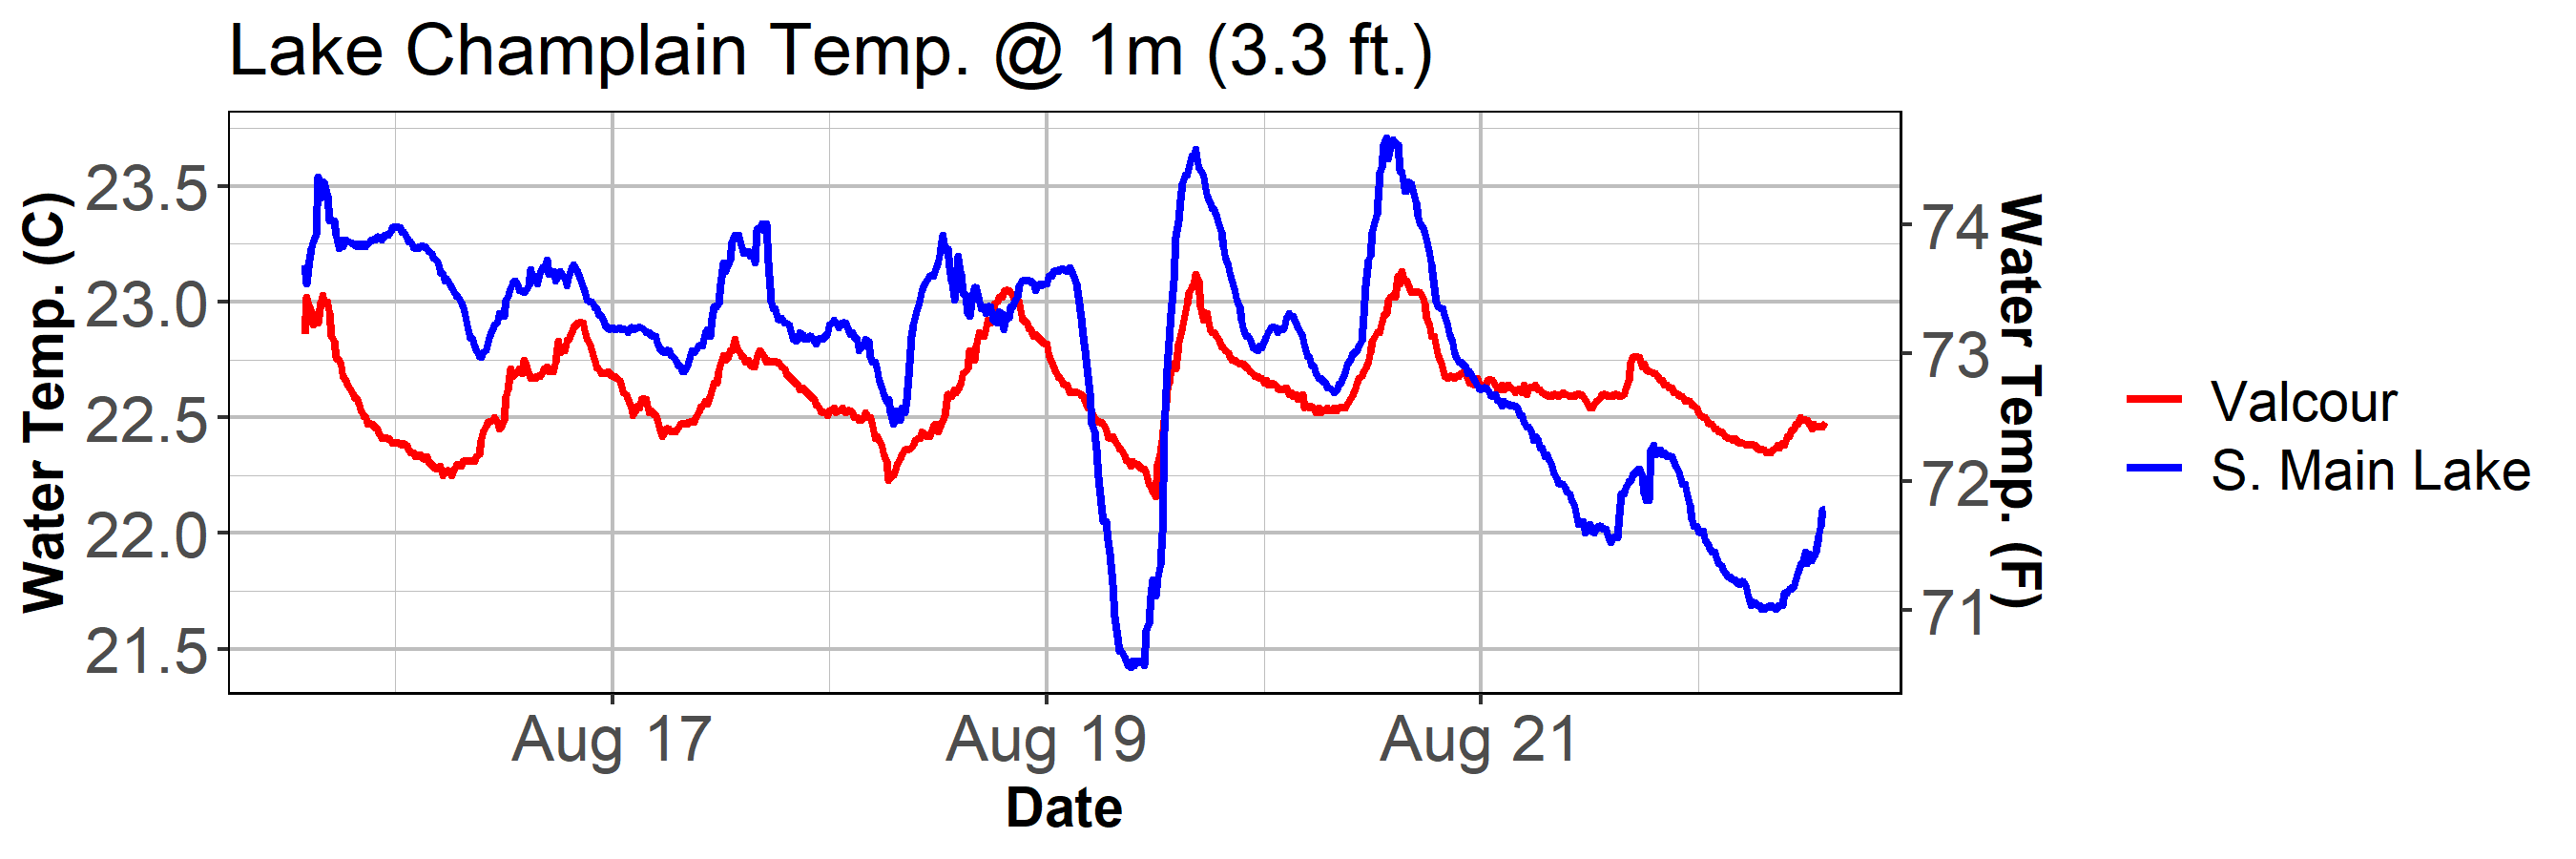 Lake Champlain Temp. @ 1m (3.3 ft.)
Water Temp. (C)
23.5
23.0
22.5
22.0
21.5
74
73
72
71
Water Temp. (F)
Aug 17
Aug 19
Aug 21
Date
Valcour
S. Main Lake